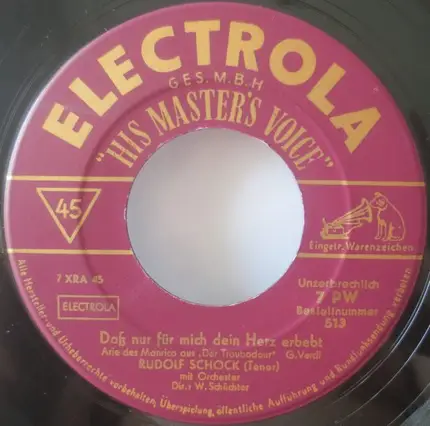 ELECTROLA
GES. M. B. H
"HIS MASTER'S VOICE"
45
Eingetr. Warenzeichen
7 XRA 45
ELECTROLA
Unzerbrechlich
7 PW
Bestellnummer
513
Daß nur für mich dein Herz erbebt
Arie des Manrico aus „Der Troubadour" G. Verdi
RUDOLF SCHOCK (Tenor)
mit Orchester
Dir.: W. Schüchter
Alle Hersteller- und Urheberrechte vorbehalten, Überspielung, öffentliche Aufführung und Rundfunksendung verboten